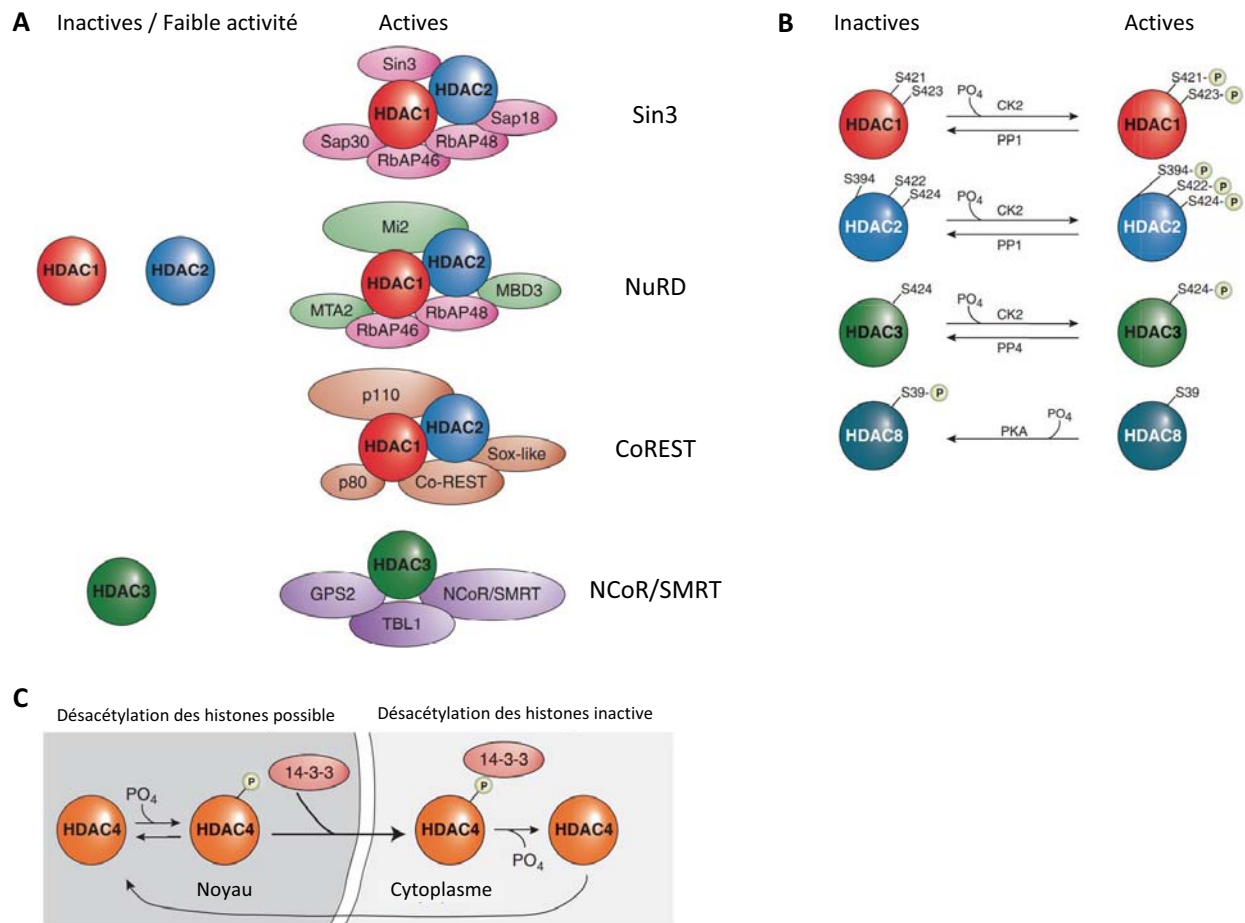 A Inactives / Faible activité Actives
Sin3
HDAC2
HDAC1
Sap18
Sap30
RbAP48
RbAP46
Sin3
Mi2
HDAC2
HDAC1
MBD3
MTA2
RbAP48
RbAP46
NuRD
HDAC1 HDAC2
p110
HDAC2
HDAC1
Sox-like
p80
Co-REST
CoREST
HDAC3
HDAC3
GPS2
NCoR/SMRT
TBL1
NCoR/SMRT
B Inactives Actives
S421
S423
HDAC1
PO4
CK2
PP1
S421- P
S423- P
HDAC1
S394
S422
S424
HDAC2
PO4
CK2
PP1
S394- P
S422- P
S424- P
HDAC2
S424
HDAC3
PO4
CK2
PP4
S424- P
HDAC3
S39- P
HDAC8
PKA
PO4
S39
HDAC8
C
Désacétylation des histones possible
Désacétylation des histones inactive
HDAC4
PO4
P
HDAC4
14-3-3
14-3-3
P
HDAC4
PO4
HDAC4
Noyau
Cytoplasme